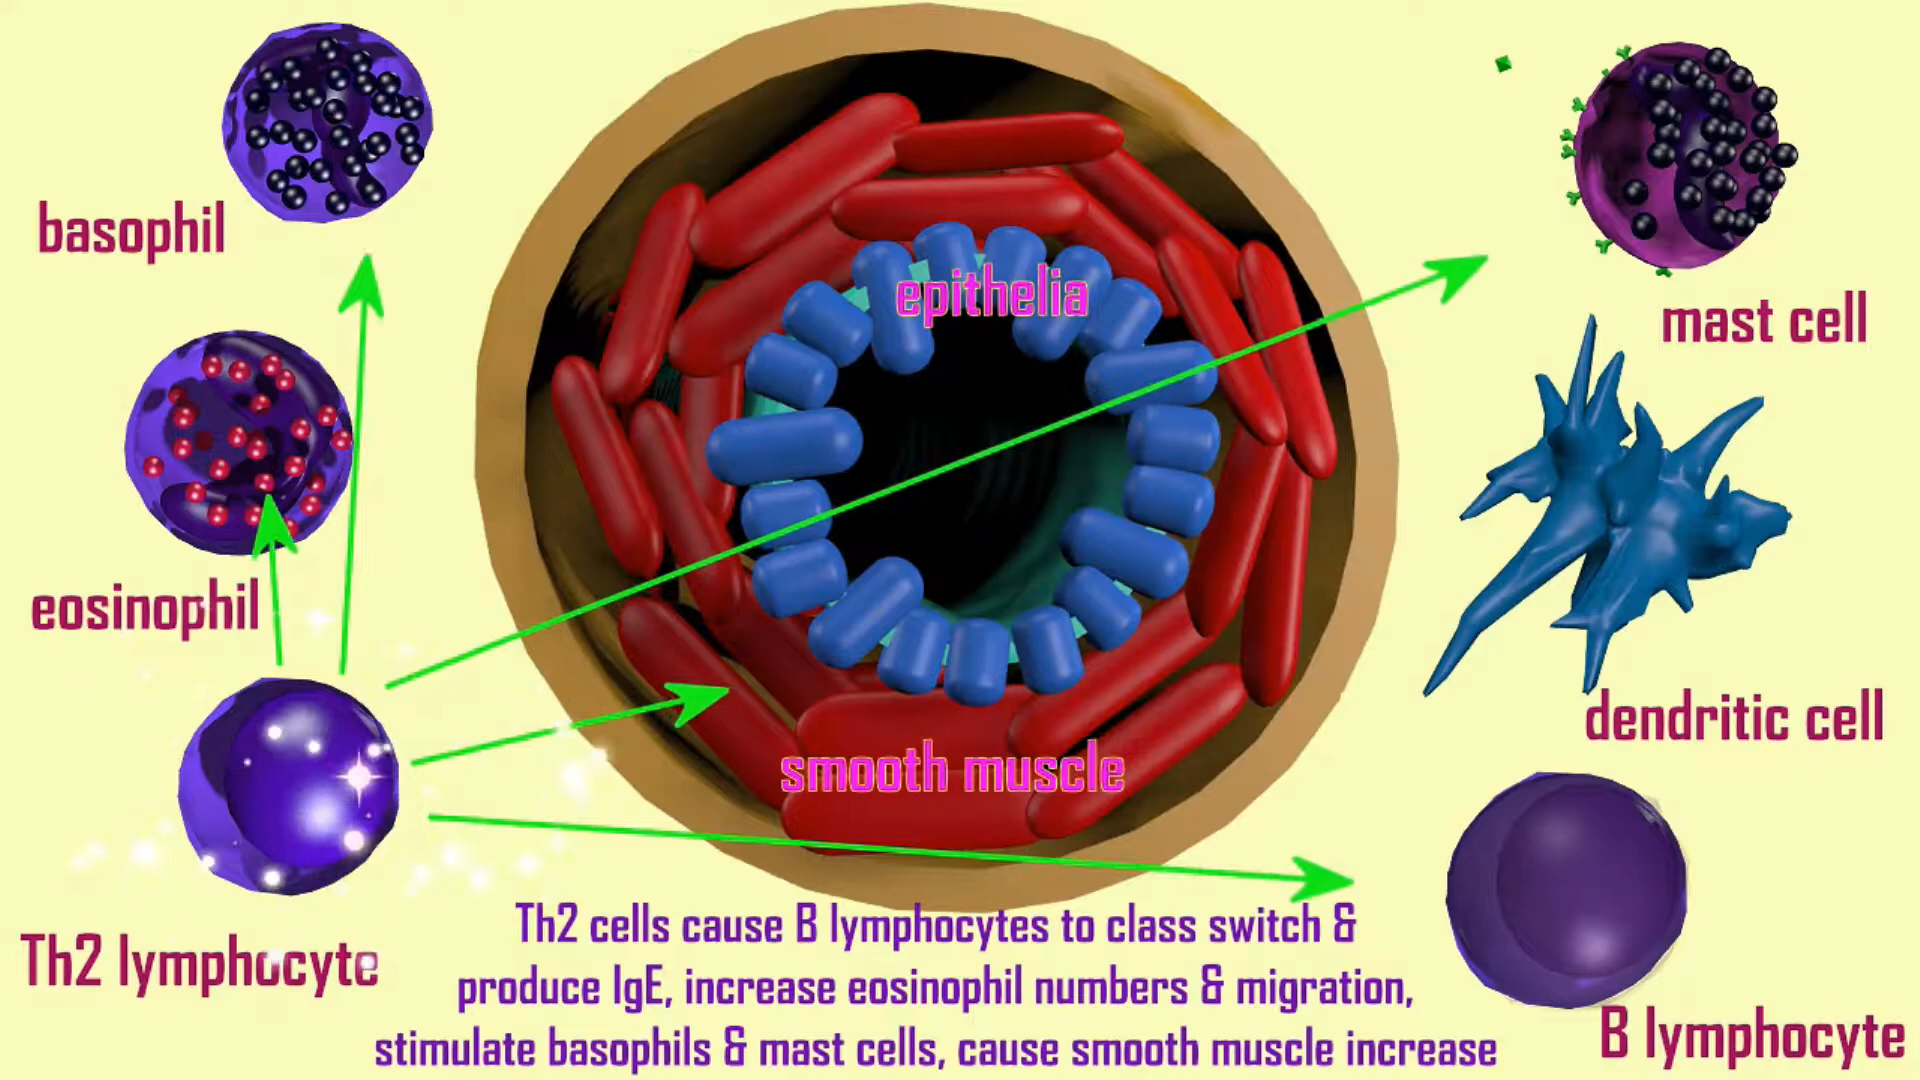 basophil
epithelia
mast cell
eosinophil
dendritic cell
smooth muscle
Th2 lymphocyte
Th2 cells cause B lymphocytes to class switch &
produce IgE, increase eosinophil numbers & migration,
stimulate basophils & mast cells, cause smooth muscle increase
B lymphocyte